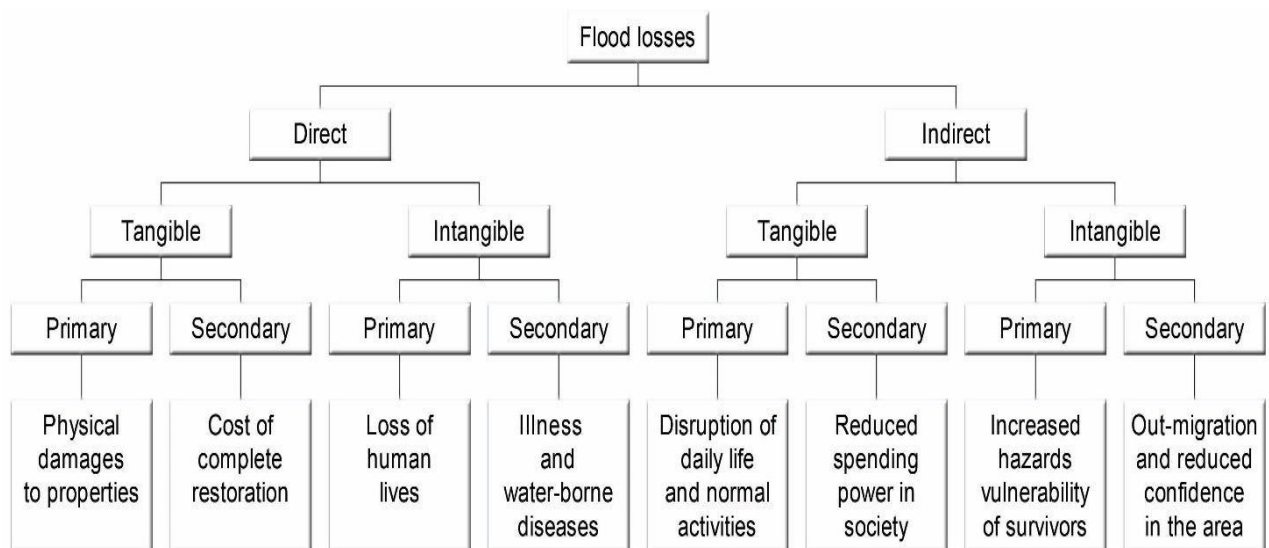 Flood losses
Direct
Indirect
Tangible
Intangible
Tangible
Intangible
Primary
Secondary
Primary
Secondary
Primary
Secondary
Primary
Secondary
Physical
damages
to properties
Cost of
complete
restoration
Loss of
human
lives
Illness
and
water-borne
diseases
Disruption of
daily life
and normal
activities
Reduced
spending
power in
society
Increased
hazards
vulnerability
of survivors
Out-migration
and reduced
confidence
in the area